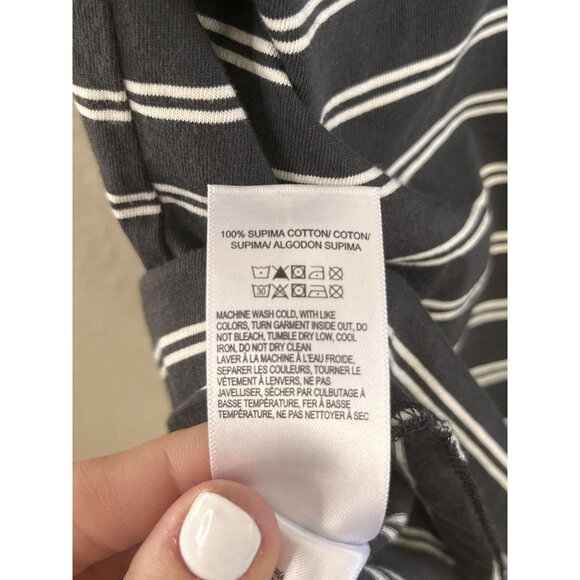 100% SUPIMA COTTON/ COTON/
SUPIMA/ ALGODON SUPIMA
30
MACHINE WASH COLD, WITH LIKE
COLORS, TURN GARMENT INSIDE OUT, DO
NOT BLEACH, TUMBLE DRY LOW, COOL
IRON, DO NOT DRY CLEAN
LAVER À LA MACHINE À L'EAU FROIDE,
SEPARER LES COULEURS, TOURNER LE
VÊTEMENT À LENVERS, NE PAS
JAVELLISER, SÉCHER PAR CULBUTAGE À
BASSE TEMPÉRATURE, FER À BASSE
TEMPÉRATURE, NE PAS NETTOYER À SEC